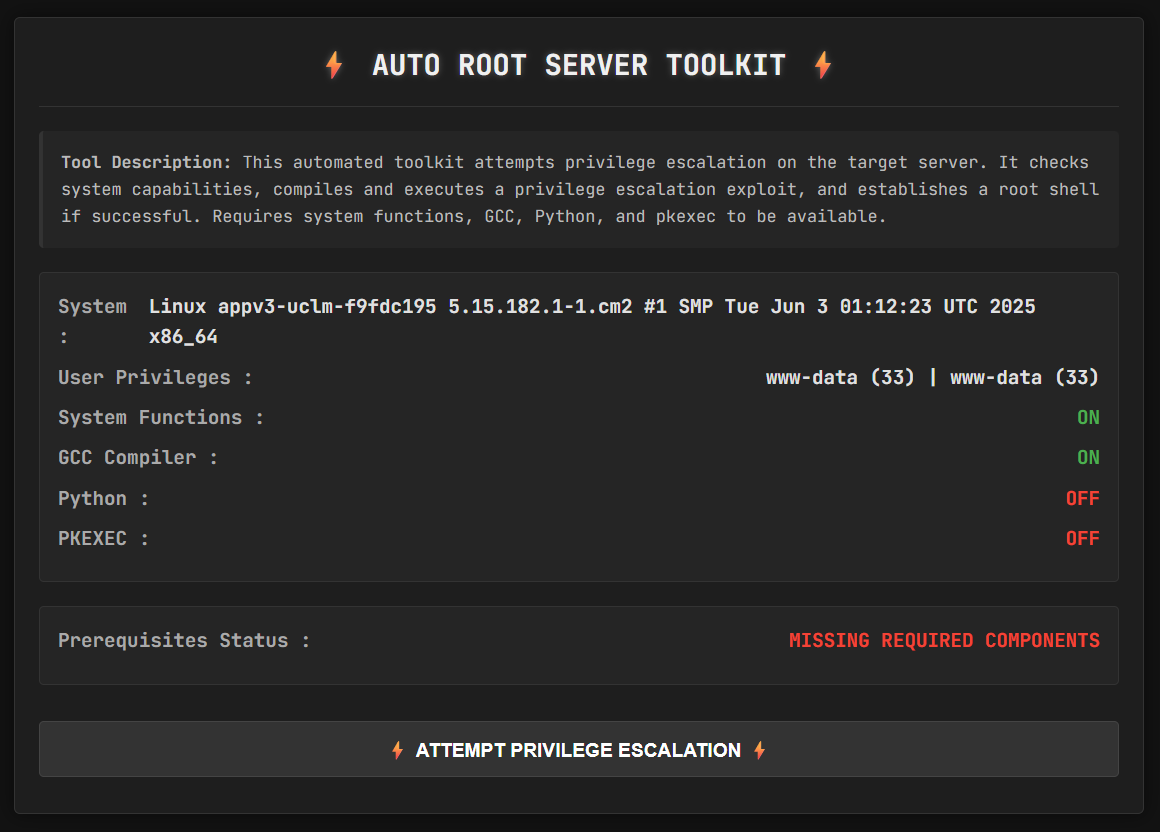 ⚡ AUTO ROOT SERVER TOOLKIT ⚡
Tool Description: This automated toolkit attempts privilege escalation on the target server. It checks
system capabilities, compiles and executes a privilege escalation exploit, and establishes a root shell
if successful. Requires system functions, GCC, Python, and pkexec to be available.
System Linux appv3-uclm-f9fdc195 5.15.182.1-1.cm2 #1 SMP Tue Jun 3 01:12:23 UTC 2025
: x86_64
User Privileges : www-data (33) | www-data (33)
System Functions : ON
GCC Compiler : ON
Python : OFF
PKEXEC : OFF
Prerequisites Status : MISSING REQUIRED COMPONENTS
⚡ ATTEMPT PRIVILEGE ESCALATION ⚡